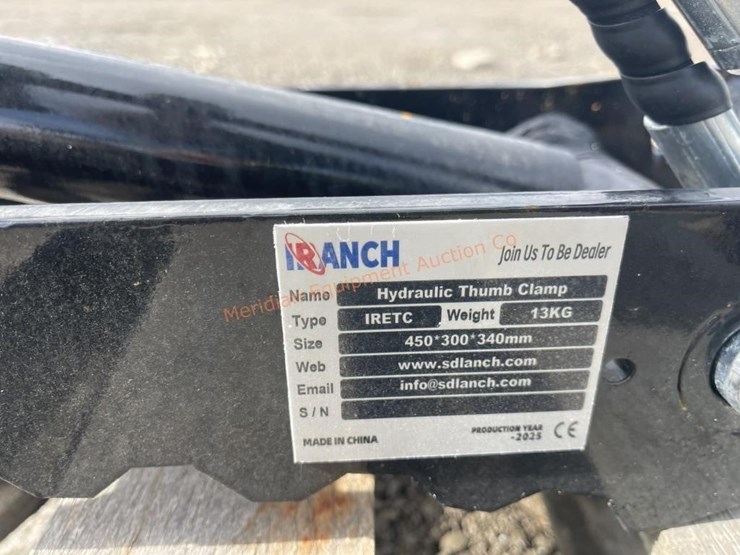 IRANCH Join Us To Be Dealer
Meridian Equipment Auction Co
Name Hydraulic Thumb Clamp
Type IRETC Weight 13KG
Size 450*300*340mm
Web www.sdlanch.com
Email info@sdlanch.com
S / N
MADE IN CHINA PRODUCTION YEAR
-2025 CE